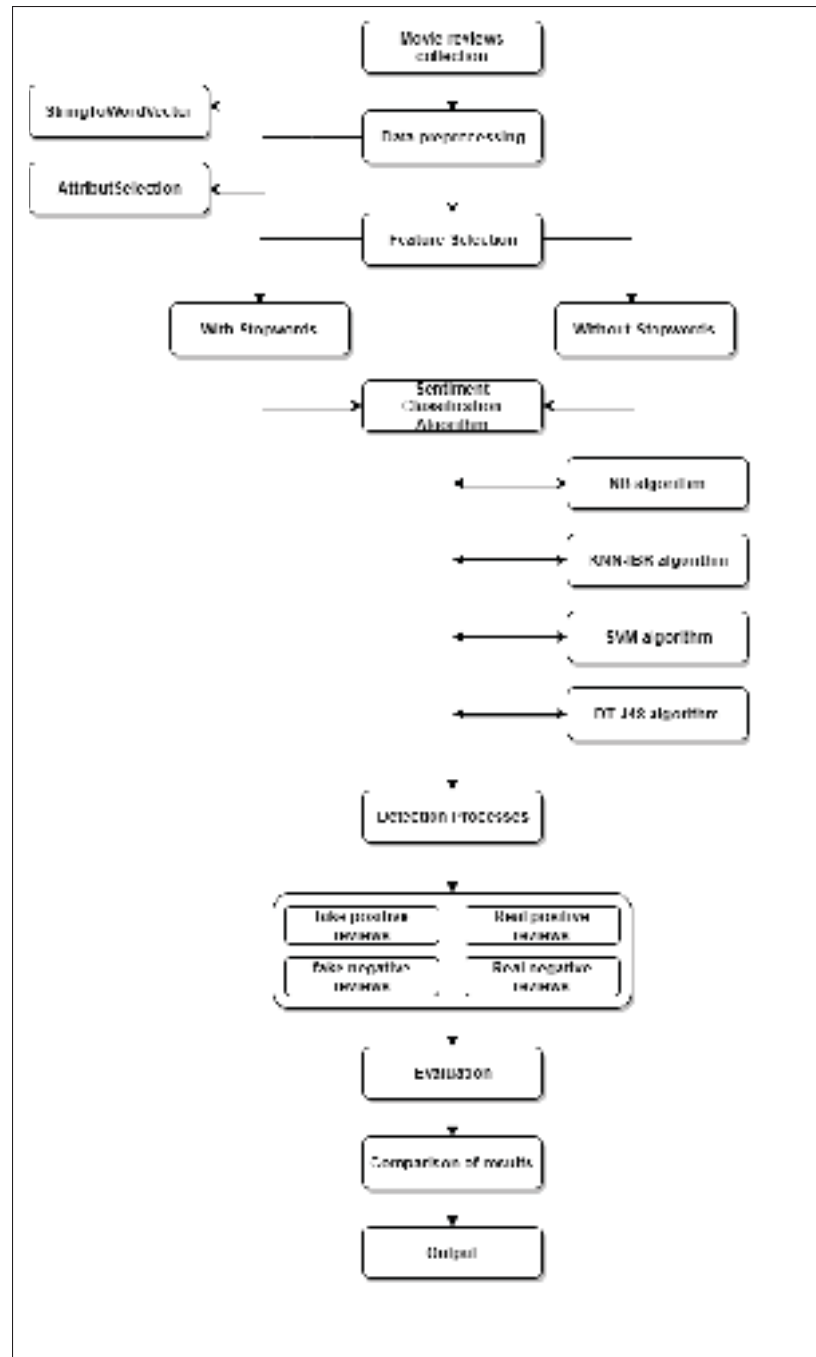 Movie reviews
collection
StringToWordVector
Data preprocessing
AttributSelection
Feature Selection
With Stopwords
Without Stopwords
Sentiment
Classification
Algorithm
NB algorithm
KNN-IBK algorithm
SVM algorithm
DT-J48 algorithm
Detection Processes
fake positive
reviews
Real positive
reviews
fake negative
reviews
Real negative
reviews
Evaluation
Comparison of results
Output